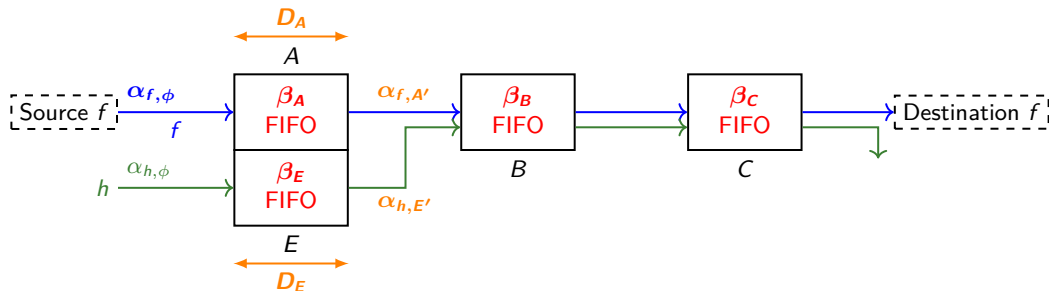 D_A
A
Source f
α_{f,ϕ}
f
β_A
FIFO
α_{f,A′}
β_B
FIFO
B
β_C
FIFO
C
Destination f
h
α_{h,ϕ}
β_E
FIFO
α_{h,E′}
E
D_E